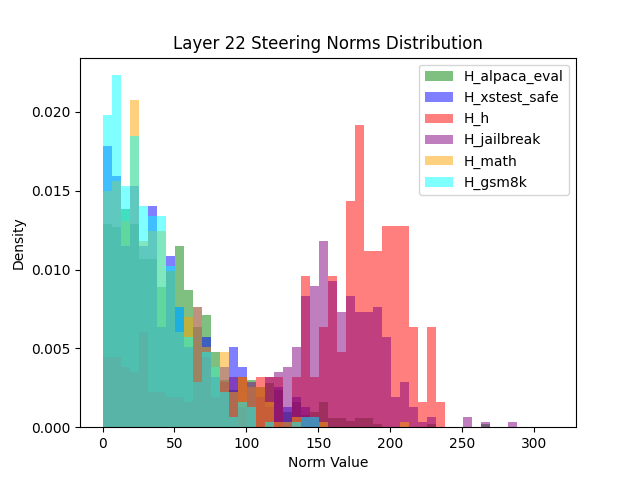 Layer 22 Steering Norms Distribution
H_alpaca_eval
H_xstest_safe
H_h
H_jailbreak
H_math
H_gsm8k
0.020
0.015
0.010
0.005
0.000
Density
0 50 100 150 200 250 300
Norm Value